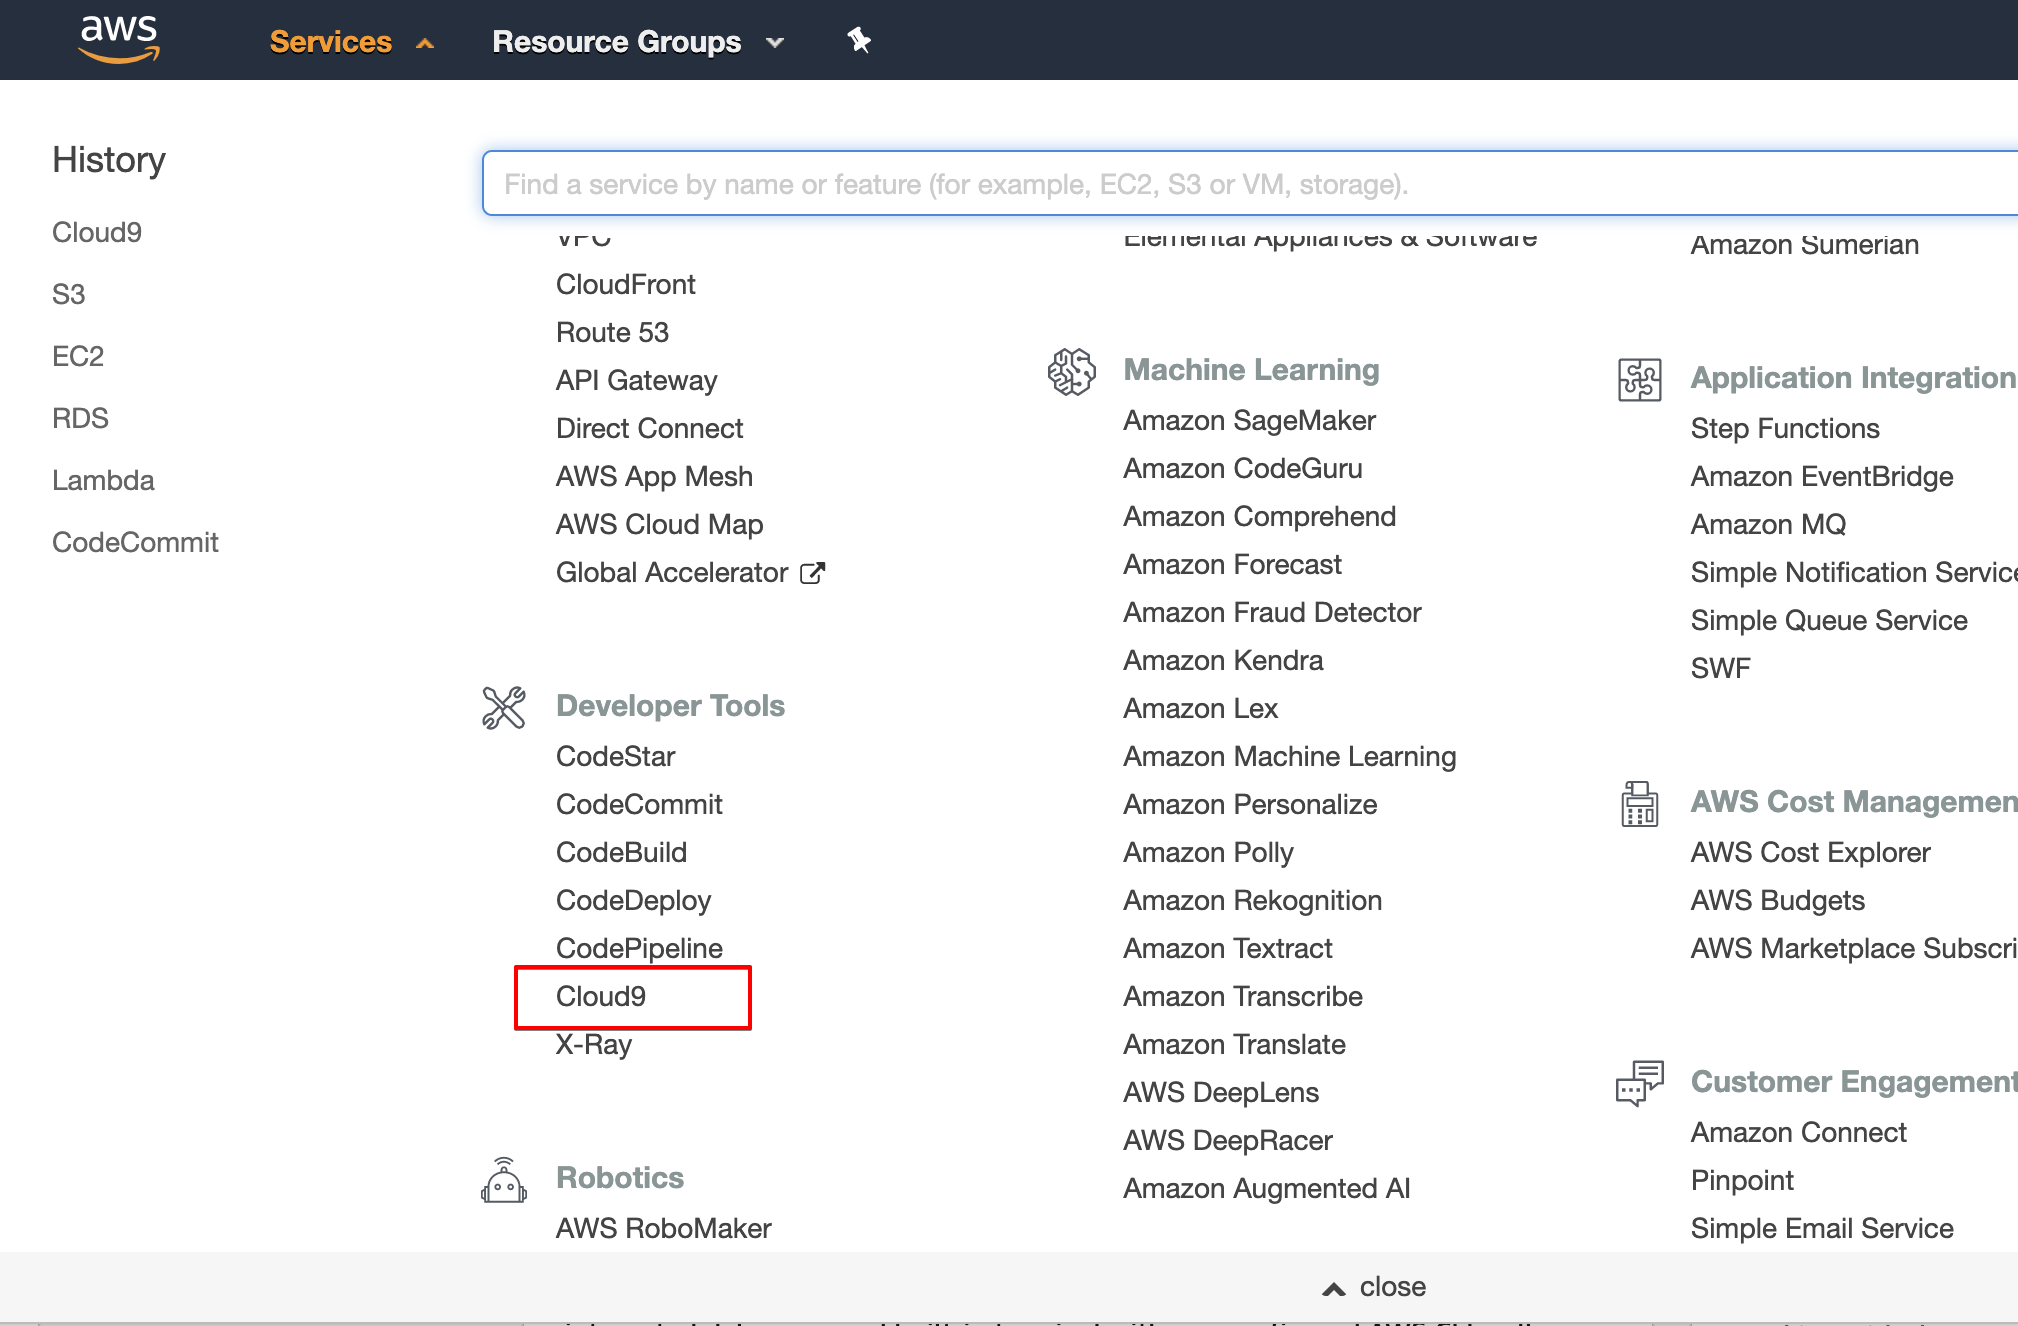 aws
Services
Resource Groups
History
Cloud9
S3
EC2
RDS
Lambda
CodeCommit
Find a service by name or feature (for example, EC2, S3 or VM, storage).
VPC
CloudFront
Route 53
API Gateway
Direct Connect
AWS App Mesh
AWS Cloud Map
Global Accelerator
Developer Tools
CodeStar
CodeCommit
CodeBuild
CodeDeploy
CodePipeline
Cloud9
X-Ray
Robotics
AWS RoboMaker
Elemental Appliances & Software
Machine Learning
Amazon SageMaker
Amazon CodeGuru
Amazon Comprehend
Amazon Forecast
Amazon Fraud Detector
Amazon Kendra
Amazon Lex
Amazon Machine Learning
Amazon Personalize
Amazon Polly
Amazon Rekognition
Amazon Textract
Amazon Transcribe
Amazon Translate
AWS DeepLens
AWS DeepRacer
Amazon Augmented AI
Amazon Sumerian
Application Integration
Step Functions
Amazon EventBridge
Amazon MQ
Simple Notification Service
Simple Queue Service
SWF
AWS Cost Managemen
AWS Cost Explorer
AWS Budgets
AWS Marketplace Subscri
Customer Engagement
Amazon Connect
Pinpoint
Simple Email Service
close